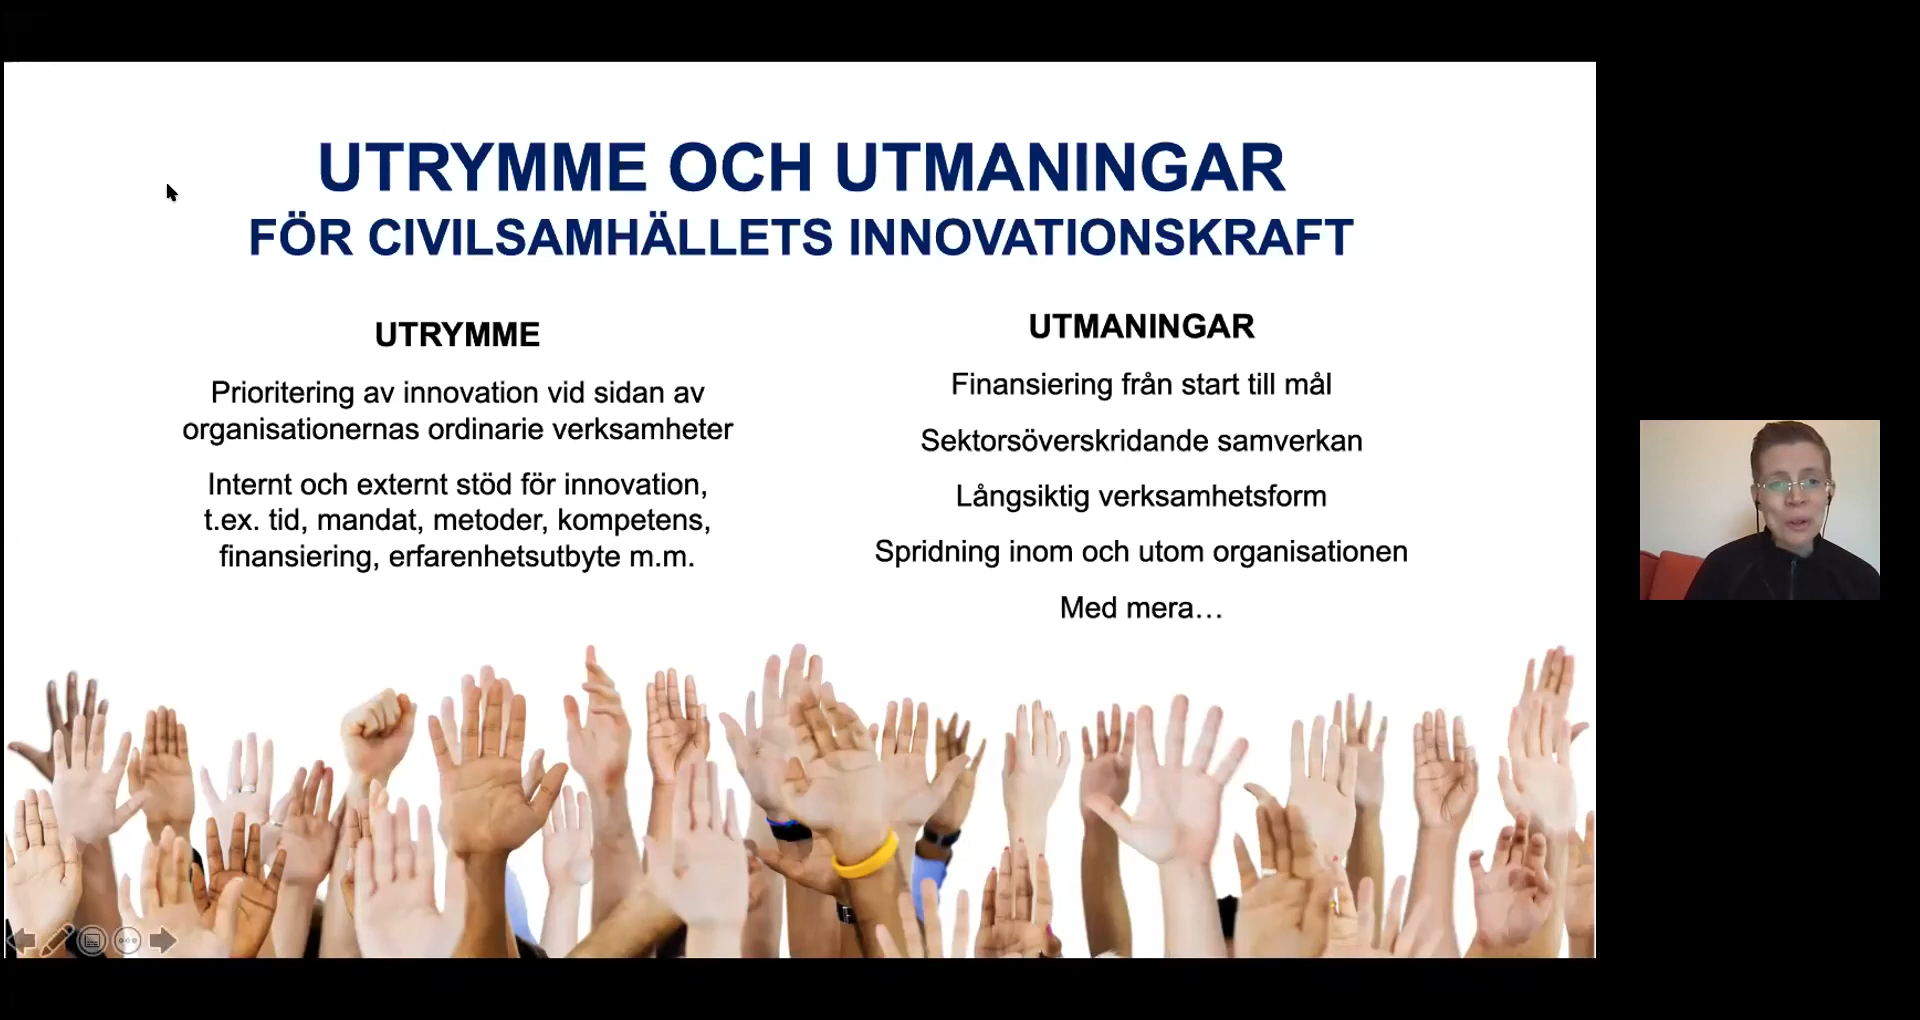 UTRYMME OCH UTMANINGAR
FÖR CIVILSAMHÄLLETS INNOVATIONSKRAFT
UTRYMME
Prioritering av innovation vid sidan av
organisationernas ordinarie verksamheter
Internt och externt stöd för innovation,
t.ex. tid, mandat, metoder, kompetens,
finansiering, erfarenhetsutbyte m.m.
UTMANINGAR
Finansiering från start till mål
Sektorsöverskridande samverkan
Långsiktig verksamhetsform
Spridning inom och utom organisationen
Med mera…